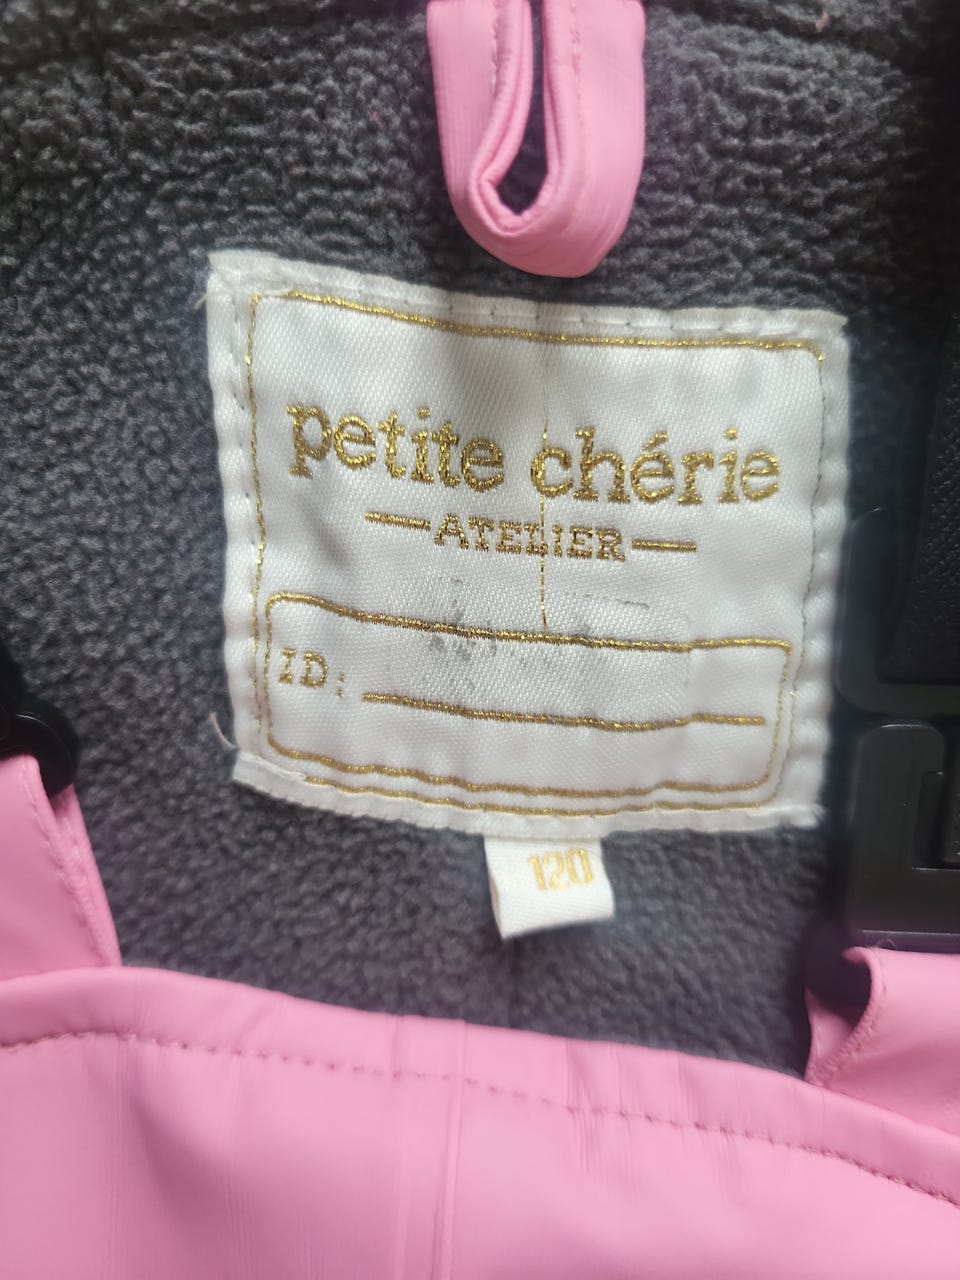 petite chérie
ATELIER
ID:
120